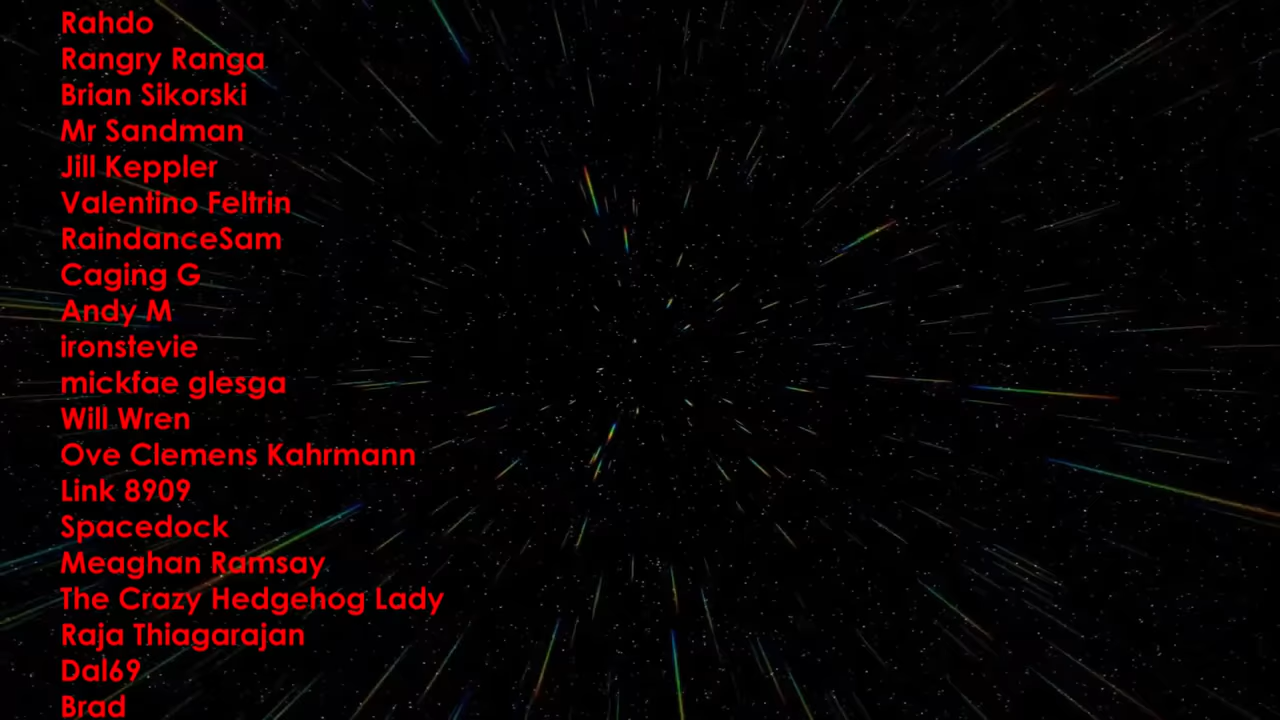 Rahdo
Rangry Ranga
Brian Sikorski
Mr Sandman
Jill Keppler
Valentino Feltrin
RaindanceSam
Caging G
Andy M
ironstevie
mickfae glesga
Will Wren
Ove Clemens Kahrmann
Link 8909
Spacedock
Meaghan Ramsay
The Crazy Hedgehog Lady
Raja Thiagarajan
Dal69
Brad